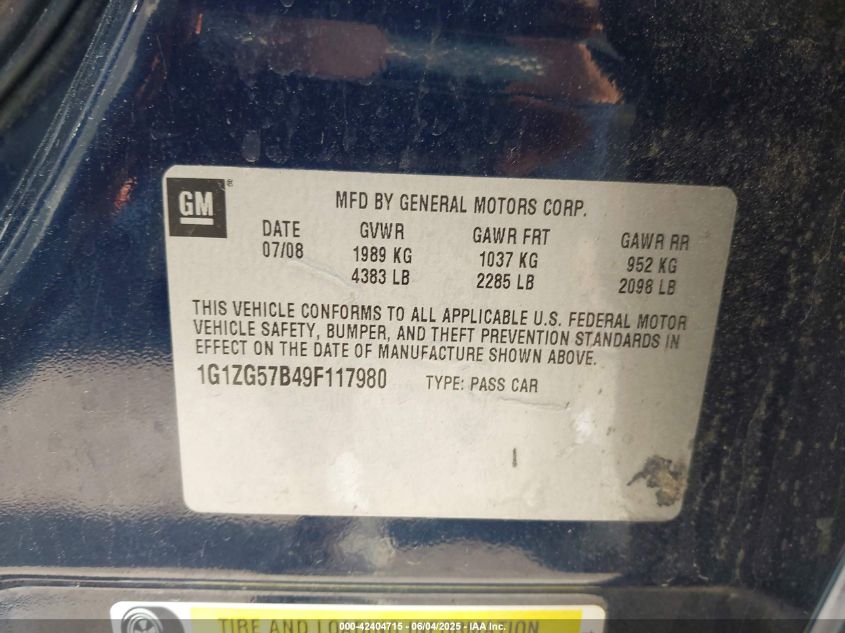 GM ®
MFD BY GENERAL MOTORS CORP.
DATE GVWR GAWR FRT GAWR RR
07/08 1989 KG 1037 KG 952 KG
4383 LB 2285 LB 2098 LB
THIS VEHICLE CONFORMS TO ALL APPLICABLE U.S. FEDERAL MOTOR
VEHICLE SAFETY, BUMPER, AND THEFT PREVENTION STANDARDS IN
EFFECT ON THE DATE OF MANUFACTURE SHOWN ABOVE.
1G1ZG57B49F117980 TYPE: PASS CAR
TIRE AND LOADING INFORMATION
000-42404715 - 06/04/2025 - IAA Inc.